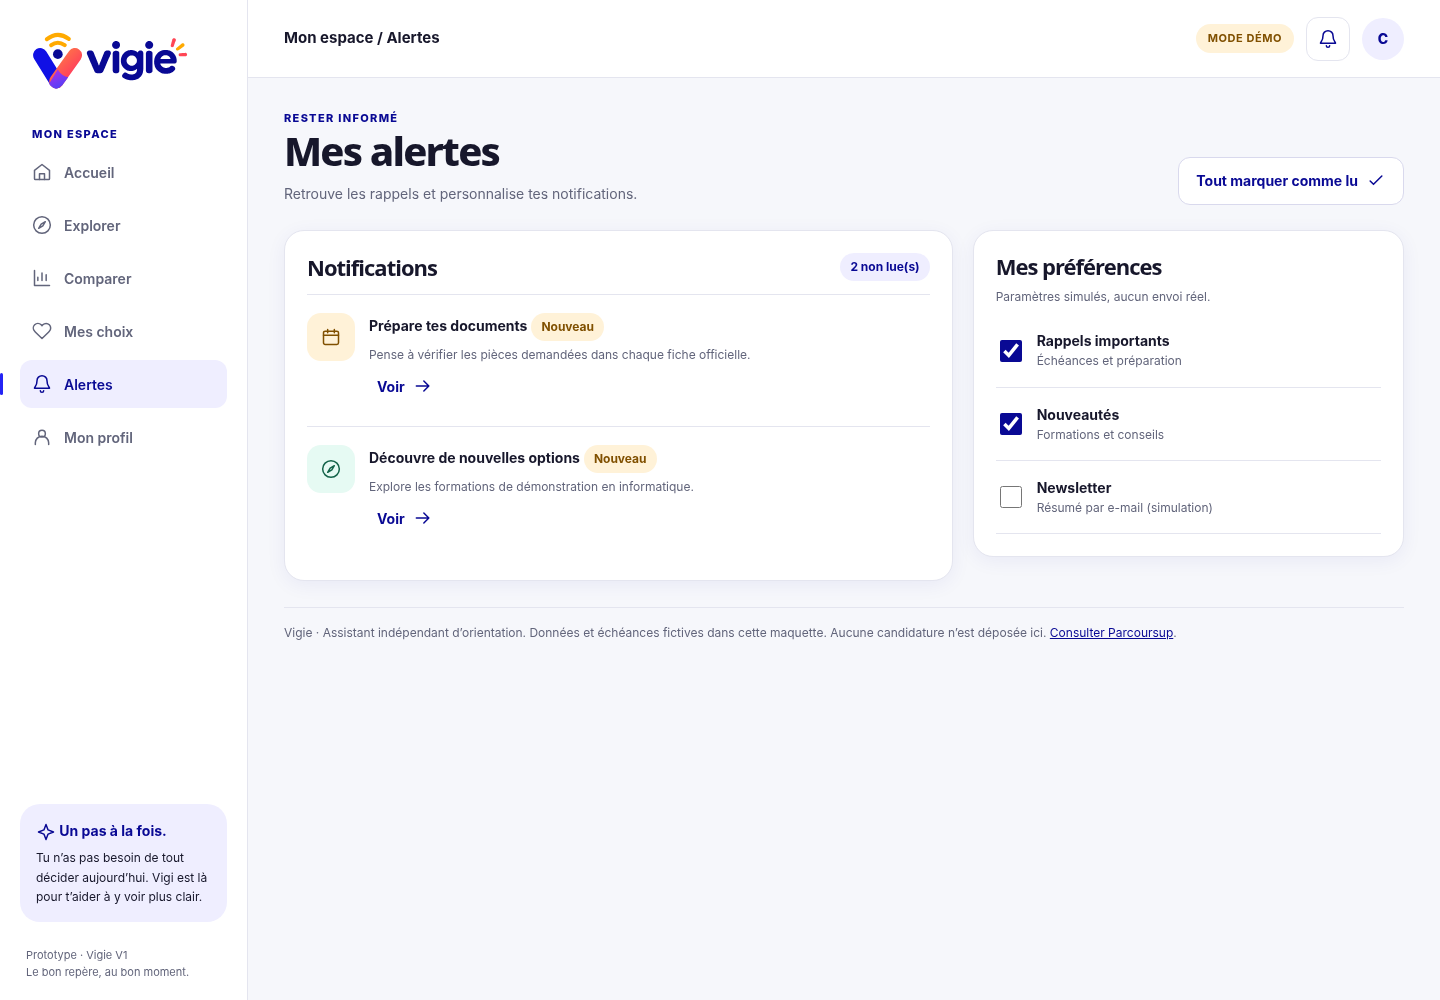 vigie
MON ESPACE
Accueil
Explorer
Comparer
Mes choix
Alertes
Mon profil
Un pas à la fois.
Tu n’as pas besoin de tout
décider aujourd’hui. Vigi est là
pour t’aider à y voir plus clair.
Prototype · Vigie V1
Le bon repère, au bon moment.
Mon espace / Alertes
MODE DÉMO
C
RESTER INFORMÉ
Mes alertes
Retrouve les rappels et personnalise tes notifications.
Tout marquer comme lu
Notifications
2 non lue(s)
Prépare tes documents Nouveau
Pense à vérifier les pièces demandées dans chaque fiche officielle.
Voir
Découvre de nouvelles options Nouveau
Explore les formations de démonstration en informatique.
Voir
Mes préférences
Paramètres simulés, aucun envoi réel.
Rappels importants
Échéances et préparation
Nouveautés
Formations et conseils
Newsletter
Résumé par e-mail (simulation)
Vigie · Assistant indépendant d’orientation. Données et échéances fictives dans cette maquette. Aucune candidature n’est déposée ici. Consulter Parcoursup.